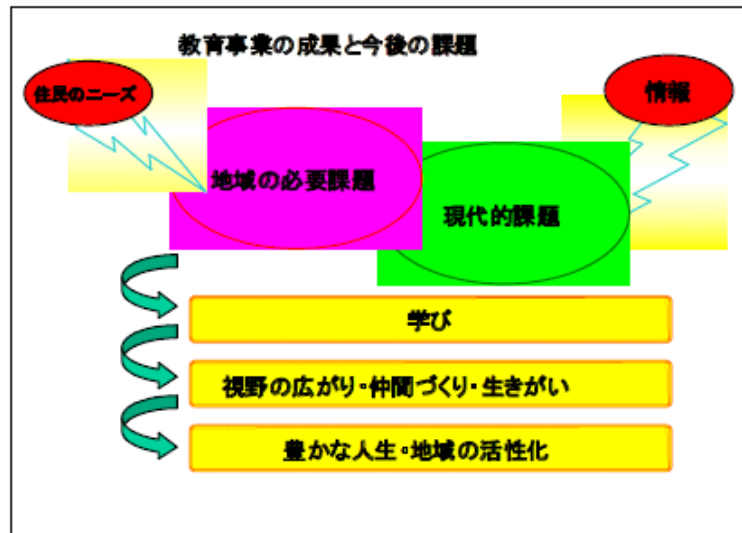 教育事業の成果と今後の課題
住民のニーズ
情報
地域の必要課題
現代的課題
学び
視野の広がり・仲間づくり・生きがい
豊かな人生・地域の活性化